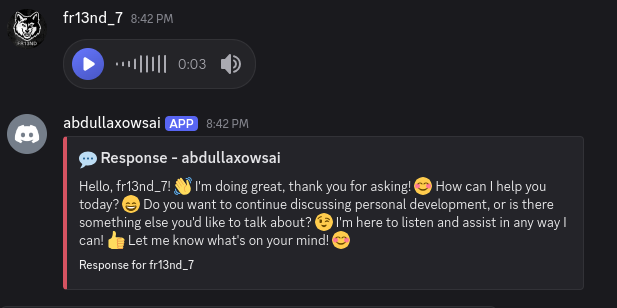 fr13nd_7 8:42 PM
FR13ND
0:03
abdullaxowsai APP 8:42 PM
💬 Response - abdullaxowsai
Hello, fr13nd_7! 👋 I'm doing great, thank you for asking! 😊 How can I help you
today? 😄 Do you want to continue discussing personal development, or is there
something else you'd like to talk about? 😉 I'm here to listen and assist in any way I
can! 👍 Let me know what's on your mind! 😊
Response for fr13nd_7